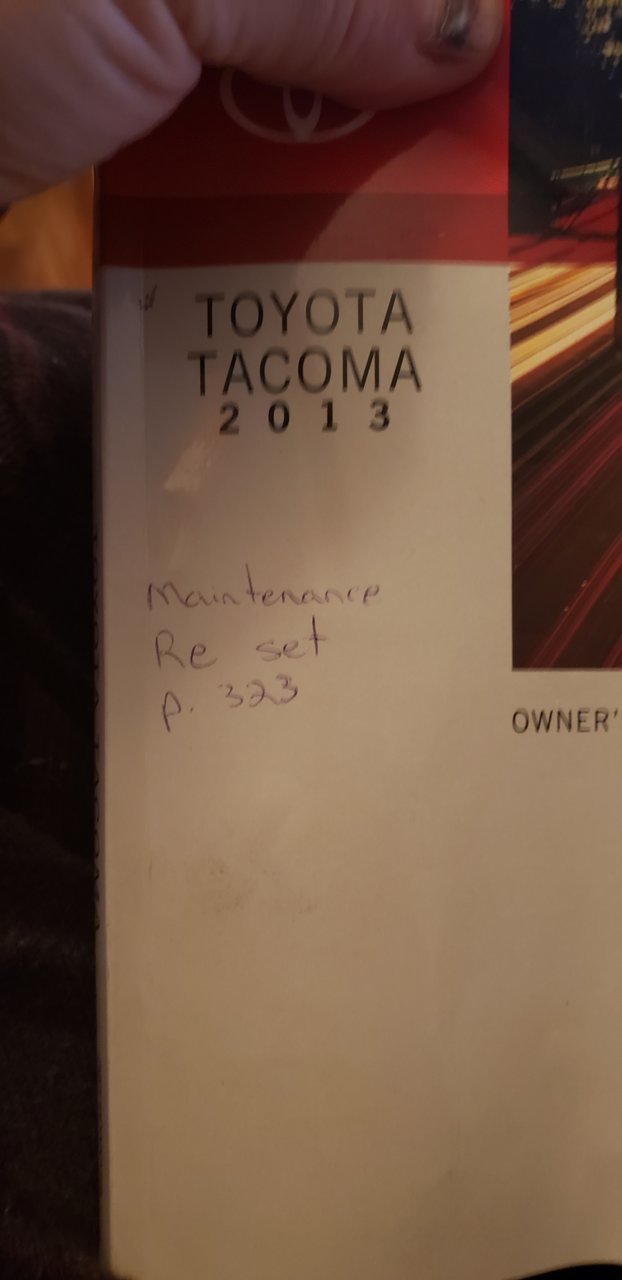 TOYOTA
TACOMA
2013
Maintenance
Re set
p. 323
OWNER'